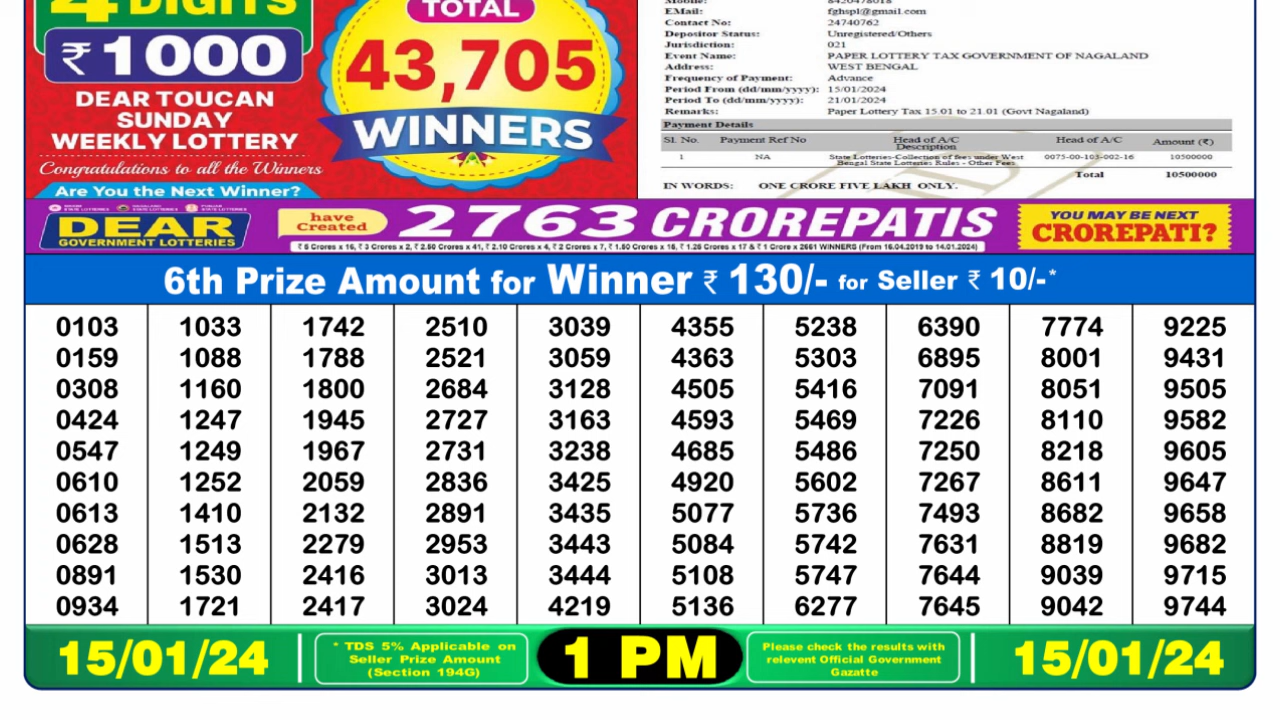 4 DIGITS
₹1000
DEAR TOUCAN
SUNDAY
WEEKLY LOTTERY
Congratulations to all the Winners
Are You the Next Winner?
TOTAL
43,705
WINNERS
EMail: fghspl@gmail.com
Contact No: 24740762
Depositor Status: Unregistered/Others
Jurisdiction: 021
Event Name: PAPER LOTTERY TAX GOVERNMENT OF NAGALAND
Address: WEST BENGAL
Frequency of Payment: Advance
Period From (dd/mm/yyyy): 15/01/2024
Period To (dd/mm/yyyy): 21/01/2024
Remarks: Paper Lottery Tax 15.01 to 21.01 (Govt Nagaland)
Payment Details
Sl. No. Payment Ref No Head of A/C Description Head of A/C Amount (₹)
1 NA State Lotteries-Collection of fees under West Bengal State Lotteries Rules - Other Fees 0075-00-103-002-16 10500000
Total 10500000
IN WORDS: ONE CRORE FIVE LAKH ONLY.
DEAR
GOVERNMENT LOTTERIES
have Created
2763 CROREPATIS
YOU MAY BE NEXT
CROREPATI?
6th Prize Amount for Winner ₹ 130/- for Seller ₹ 10/-*
0103 1033 1742 2510 3039 4355 5238 6390 7774 9225
0159 1088 1788 2521 3059 4363 5303 6895 8001 9431
0308 1160 1800 2684 3128 4505 5416 7091 8051 9505
0424 1247 1945 2727 3163 4593 5469 7226 8110 9582
0547 1249 1967 2731 3238 4685 5486 7250 8218 9605
0610 1252 2059 2836 3425 4920 5602 7267 8611 9647
0613 1410 2132 2891 3435 5077 5736 7493 8682 9658
0628 1513 2279 2953 3443 5084 5742 7631 8819 9682
0891 1530 2416 3013 3444 5108 5747 7644 9039 9715
0934 1721 2417 3024 4219 5136 6277 7645 9042 9744
15/01/24
* TDS 5% Applicable on
Seller Prize Amount
(Section 194G)
1 PM
Please check the results with
relevent Official Government
Gazatte
15/01/24